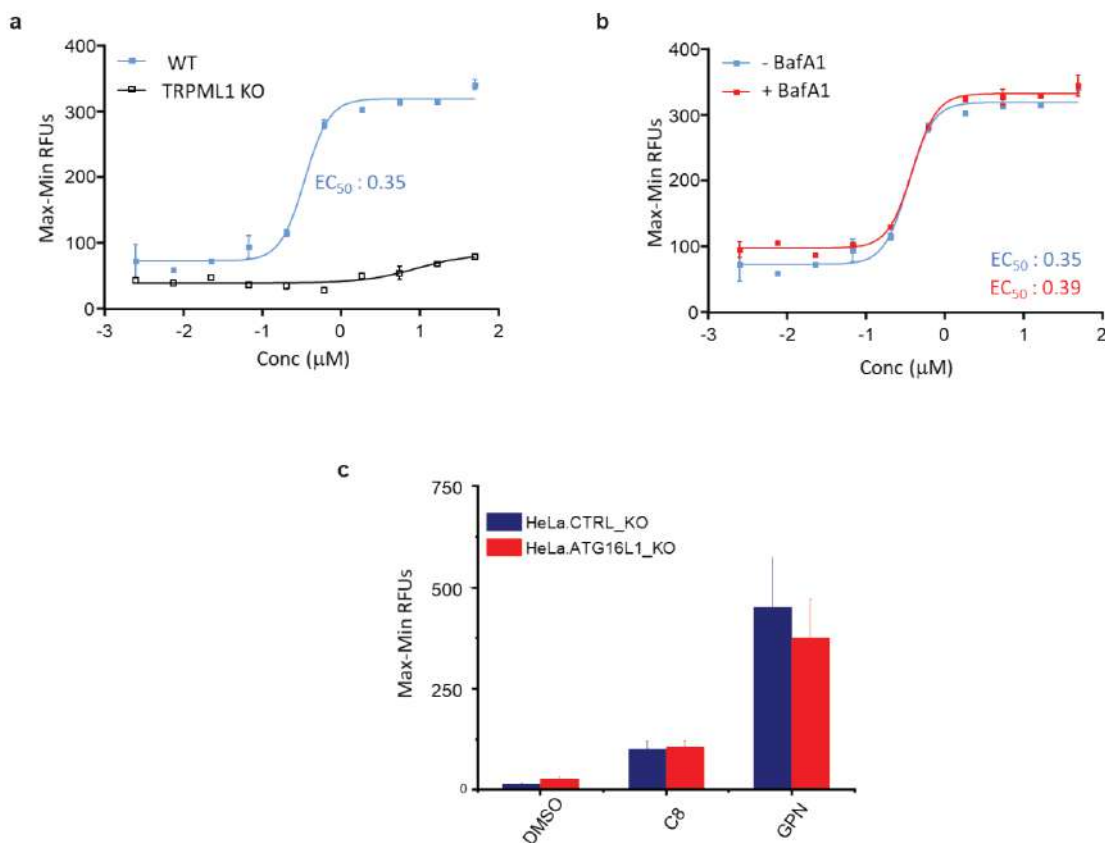 a
400
300
200
100
0
Max-Min RFUs
WT
TRPML1 KO
EC50 : 0.35
-3 -2 -1 0 1 2
Conc (μM)
b
400
300
200
100
0
Max-Min RFUs
- BafA1
+ BafA1
EC50 : 0.35
EC50 : 0.39
-3 -2 -1 0 1 2
Conc (μM)
c
750
500
250
0
Max-Min RFUs
HeLa.CTRL_KO
HeLa.ATG16L1_KO
DMSO C8 GPN